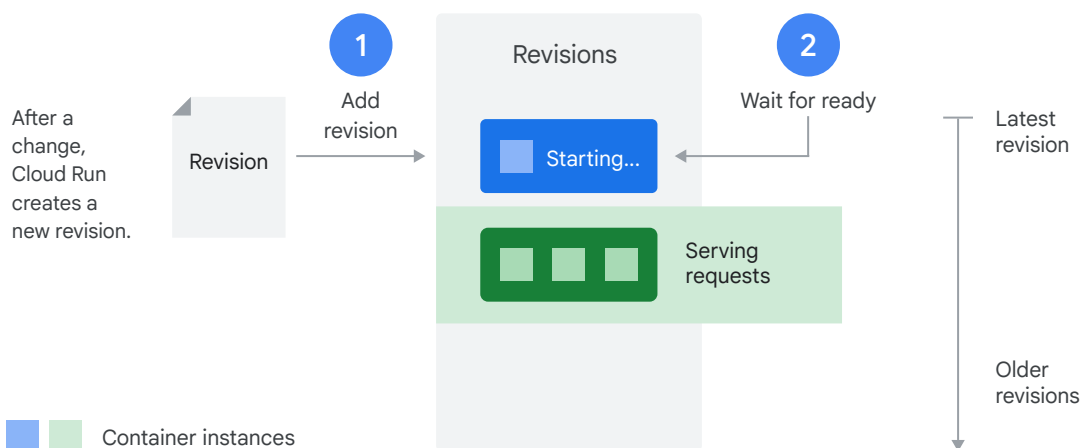 After a
change,
Cloud Run
creates a
new revision.
Revision
1
Add
revision
Revisions
Starting...
Serving
requests
2
Wait for ready
Latest
revision
Older
revisions
Container instances